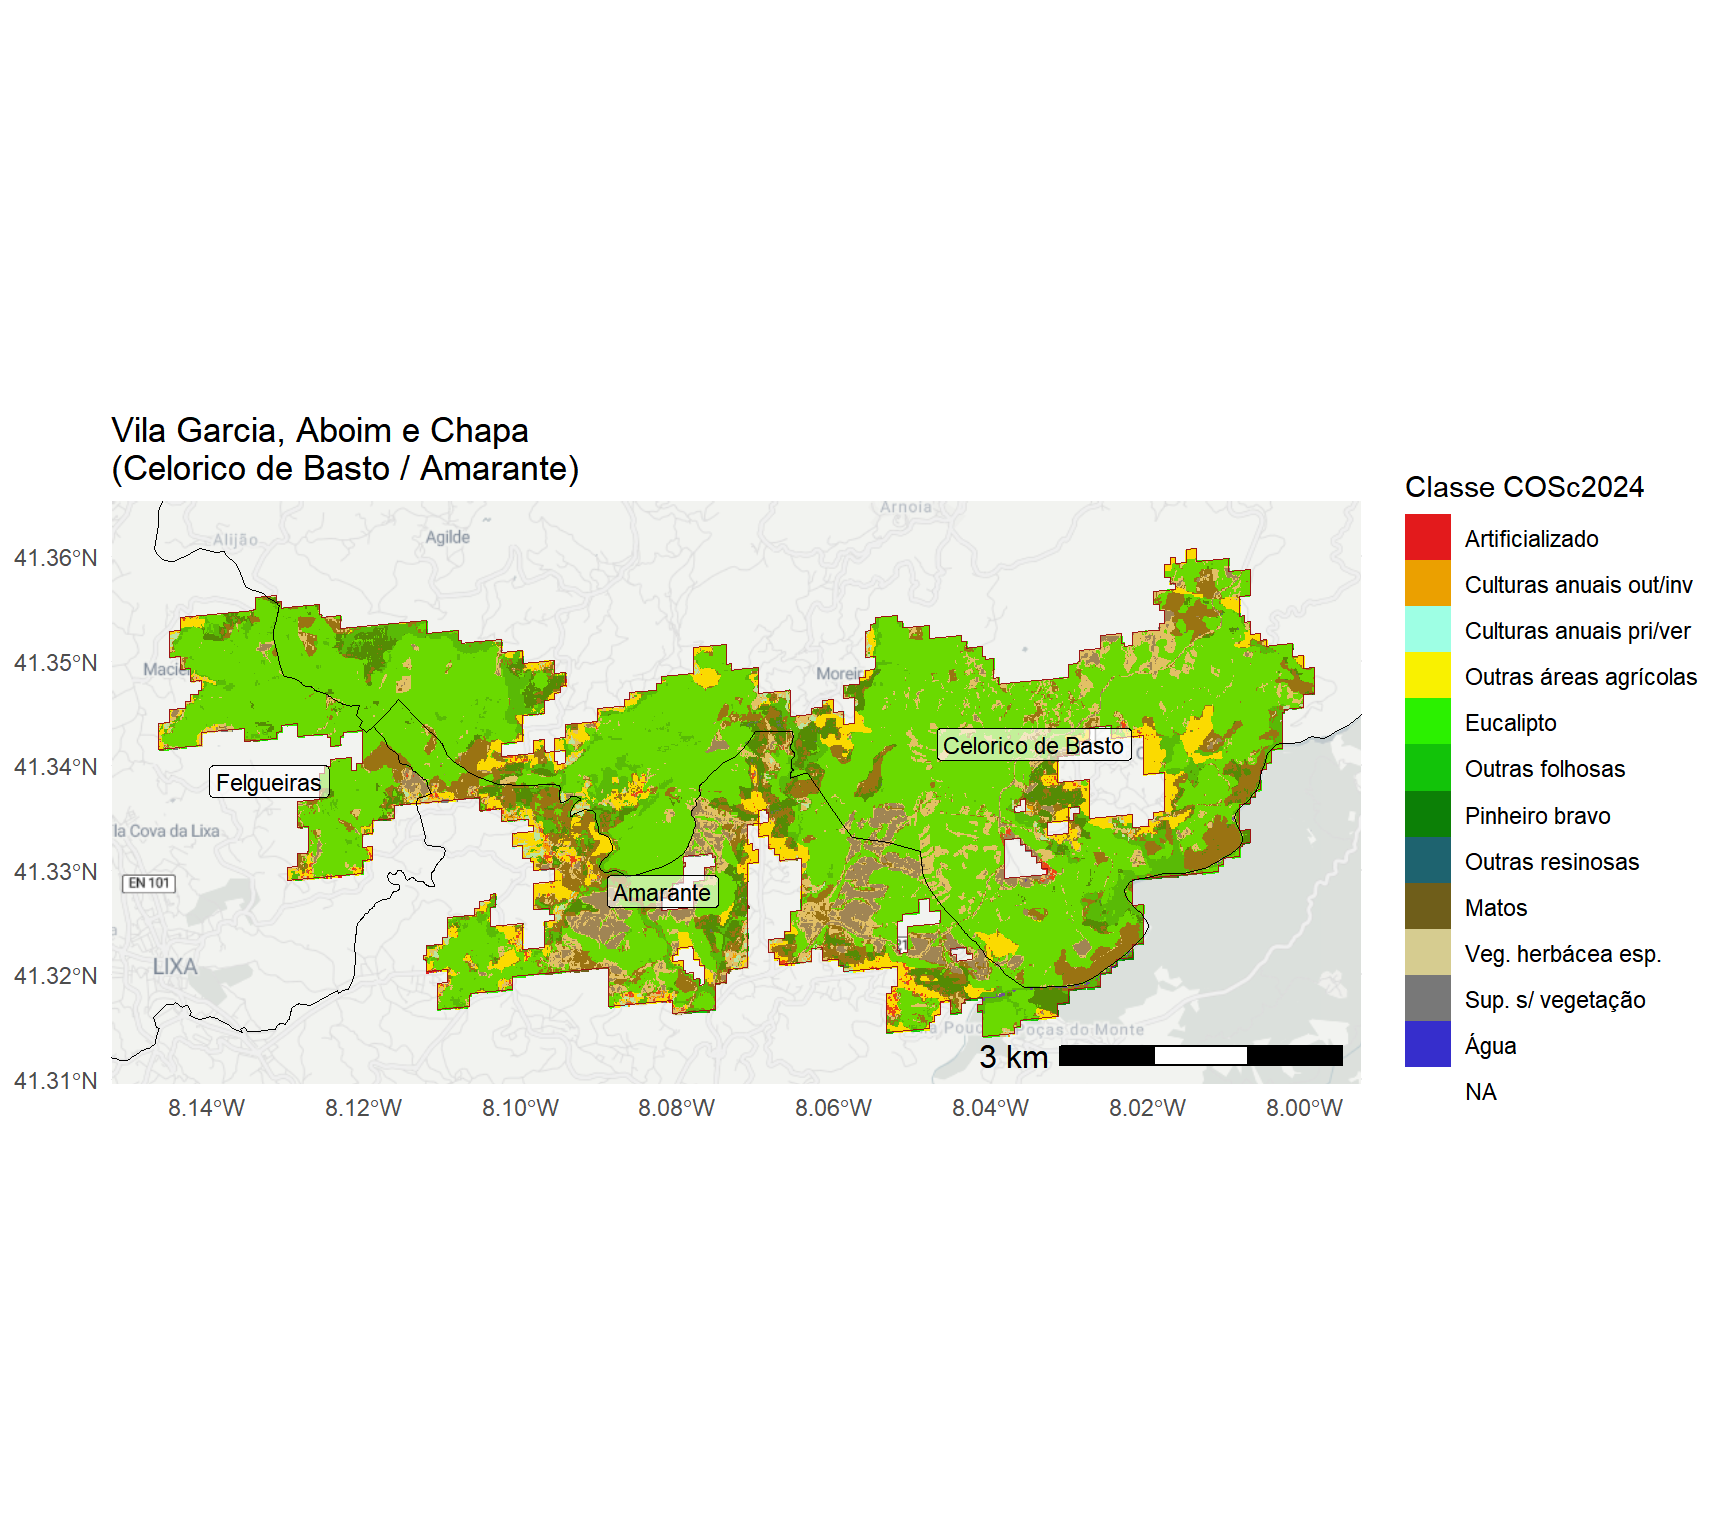 Vila Garcia, Aboim e Chapa
(Celorico de Basto / Amarante)
Classe COSc2024
Artificializado
Culturas anuais out/inv
Culturas anuais pri/ver
Outras áreas agrícolas
Eucalipto
Outras folhosas
Pinheiro bravo
Outras resinosas
Matos
Veg. herbácea esp.
Sup. s/ vegetação
Água
NA
41.36°N
41.35°N
41.34°N
41.33°N
41.32°N
41.31°N
Arnoia
Alijão
Agilde
Macie
Moreir
Celorico de Basto
Felgueiras
la Cova da Lixa
EN 101
Amarante
LIXA
Poças do Monte
3 km
8.14°W
8.12°W
8.10°W
8.08°W
8.06°W
8.04°W
8.02°W
8.00°W